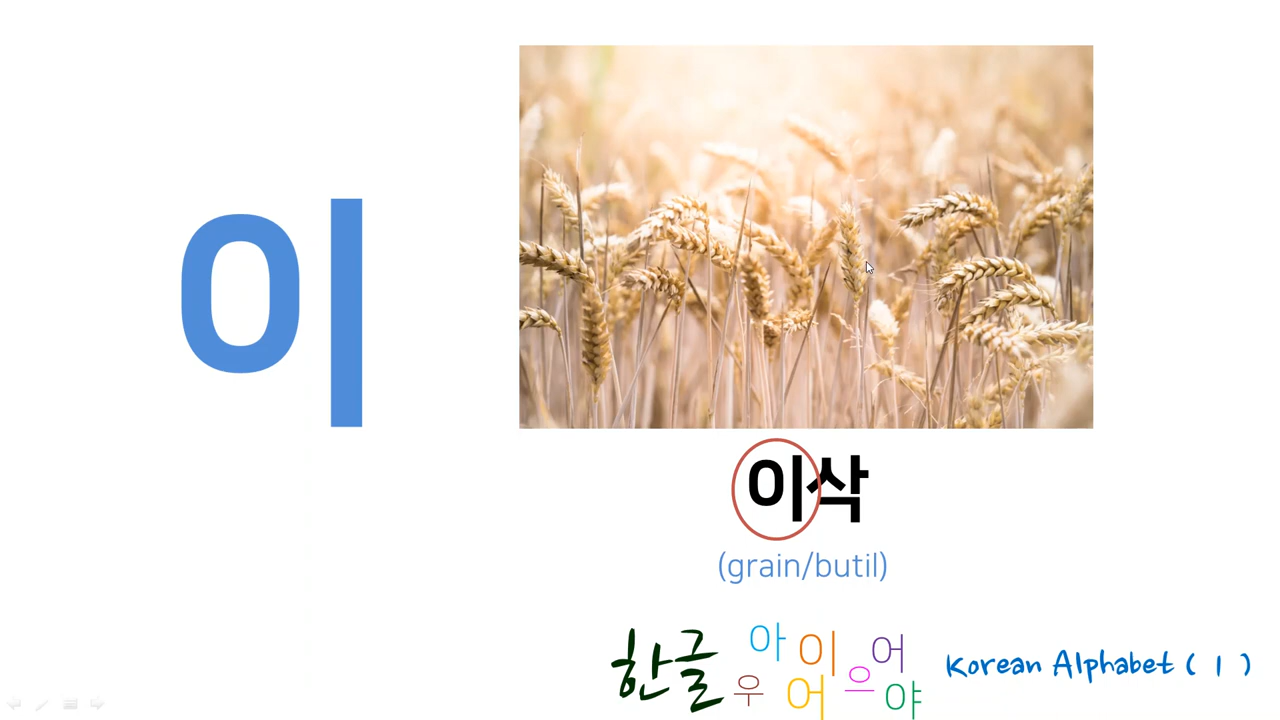 이
이삭
(grain/butil)
한글 아 이 어 우 어 으 야 Korean Alphabet ( 1 )